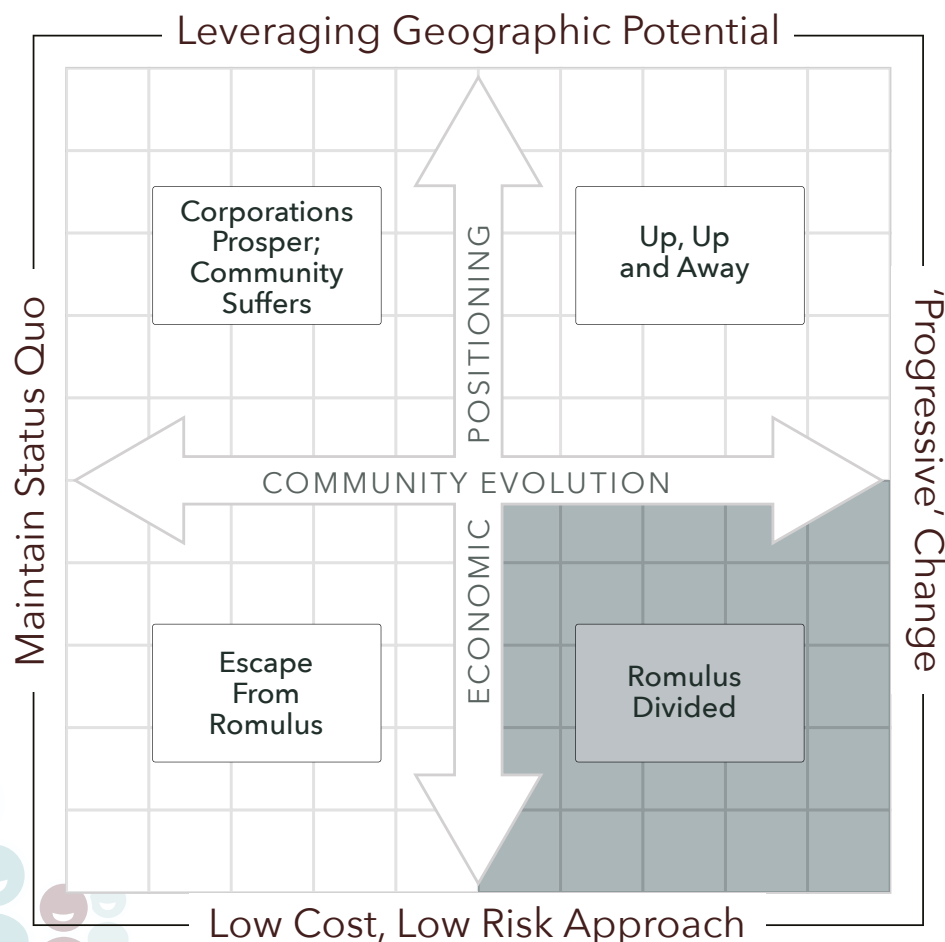 Leveraging Geographic Potential
Corporations
Prosper;
Community
Suffers
Up, Up
and Away
POSITIONING
Maintain Status Quo
'Progressive' Change
COMMUNITY EVOLUTION
ECONOMIC
Escape
From
Romulus
Romulus
Divided
Low Cost, Low Risk Approach